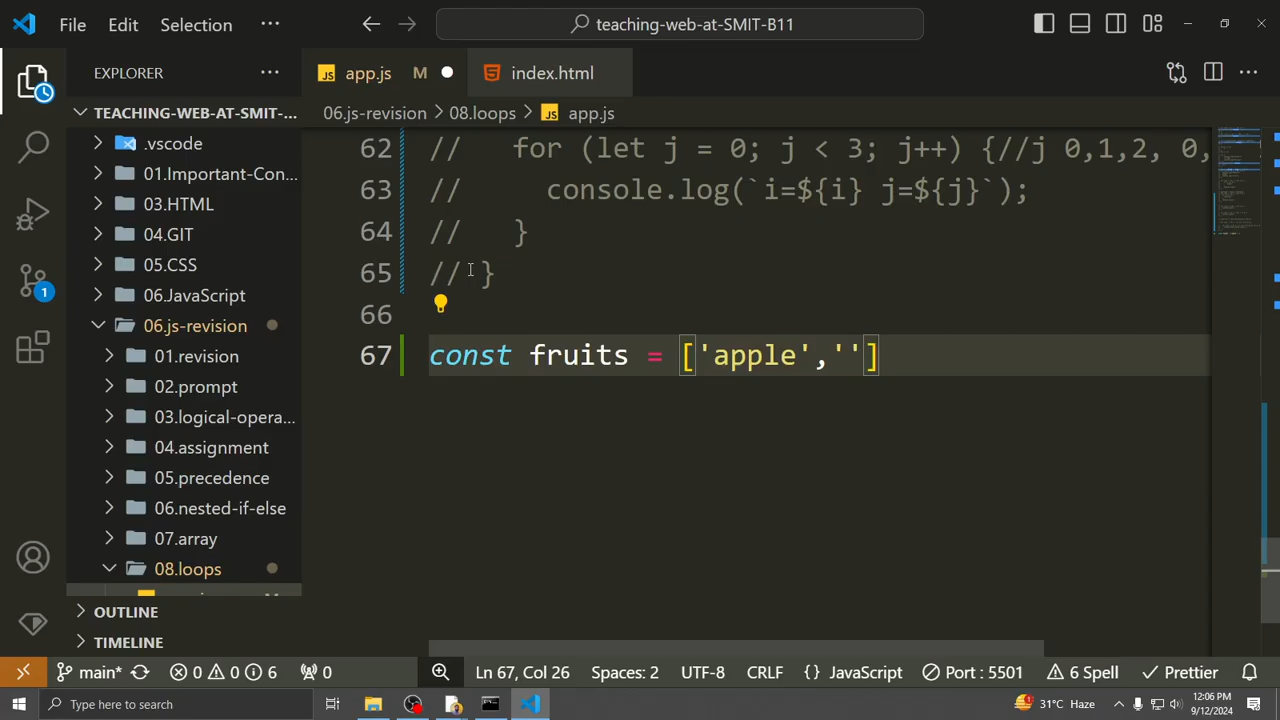 File Edit Selection ··· teaching-web-at-SMIT-B11
EXPLORER ···
JS app.js M index.html
TEACHING-WEB-AT-SMIT-...
06.js-revision > 08.loops > JS app.js
.vscode
01.Important-Con...
03.HTML
04.GIT
05.CSS
06.JavaScript
06.js-revision
01.revision
02.prompt
03.logical-opera...
04.assignment
05.precedence
06.nested-if-else
07.array
08.loops
OUTLINE
TIMELINE
1
62 // for (let j = 0; j < 3; j++) {//j 0,1,2, 0,
63 // console.log(`i=${i} j=${j}`);
64 // }
65 // }
66
67 const fruits = ['apple','']
main* 0 0 6 0 Ln 67, Col 26 Spaces: 2 UTF-8 CRLF {} JavaScript Port : 5501 6 Spell Prettier
Type here to search 31°C Haze 12:06 PM
9/12/2024